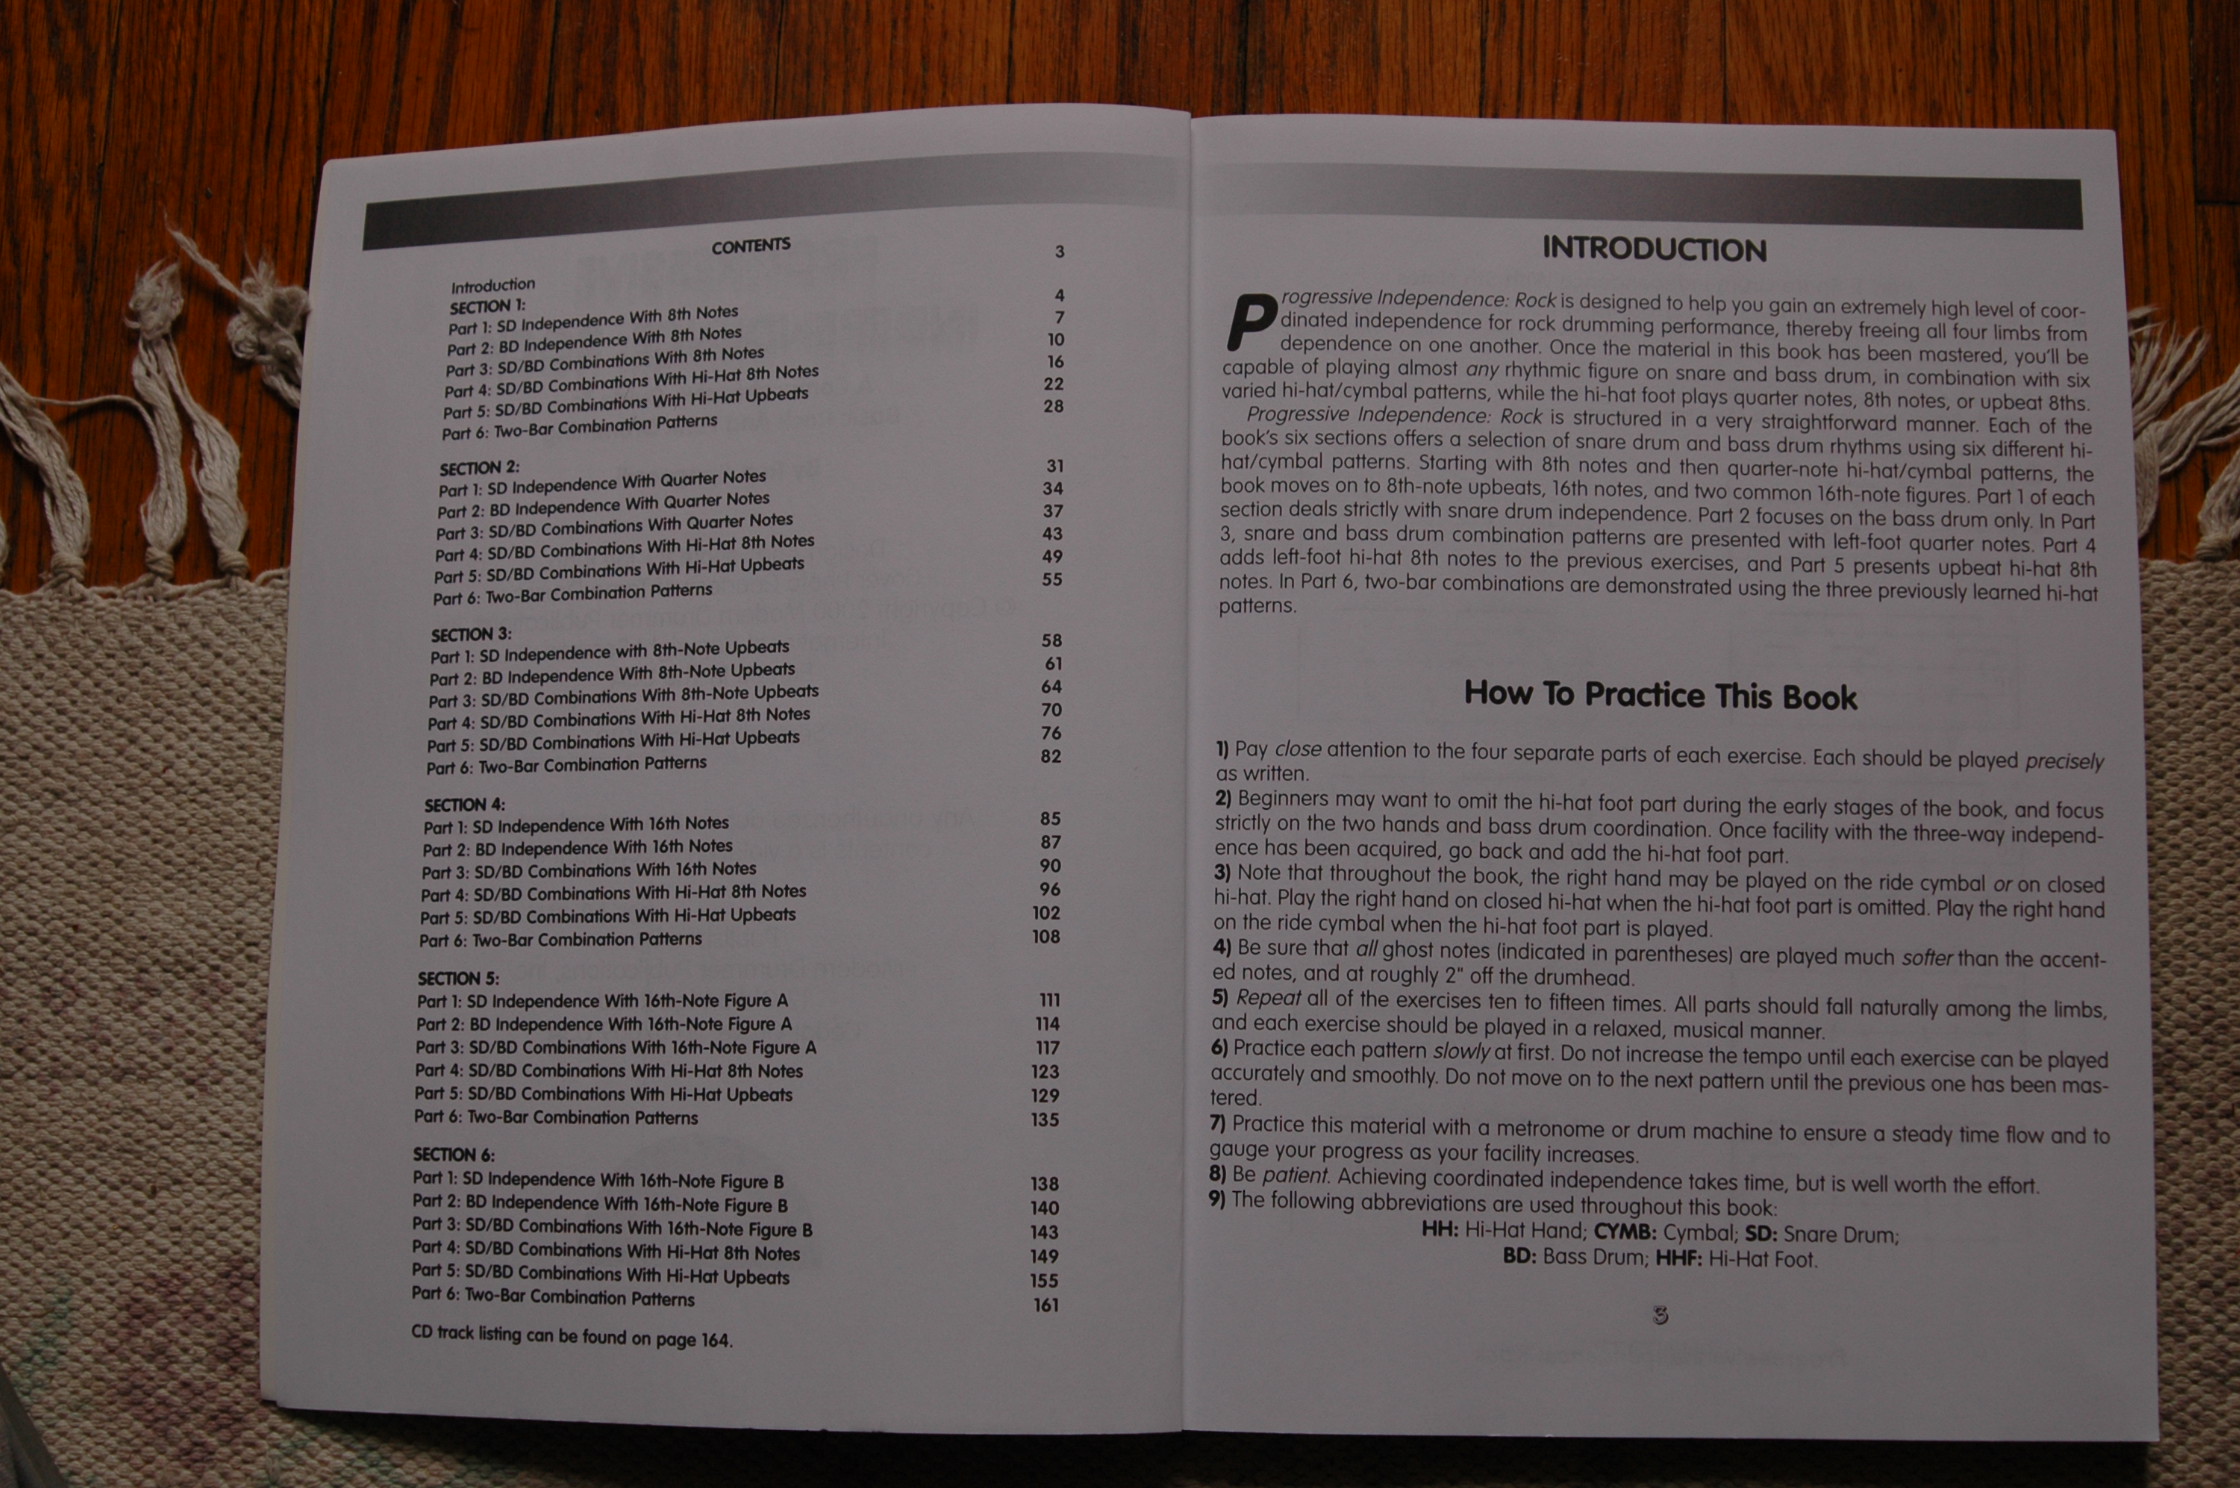 CONTENTS
Introduction 3
SECTION 1:
Part 1: SD Independence With 8th Notes 4
Part 2: BD Independence With 8th Notes 7
Part 3: SD/BD Combinations With 8th Notes 10
Part 4: SD/BD Combinations With Hi-Hat 8th Notes 16
Part 5: SD/BD Combinations With Hi-Hat Upbeats 22
Part 6: Two-Bar Combination Patterns 28
SECTION 2:
Part 1: SD Independence With Quarter Notes 31
Part 2: BD Independence With Quarter Notes 34
Part 3: SD/BD Combinations With Quarter Notes 37
Part 4: SD/BD Combinations With Hi-Hat 8th Notes 43
Part 5: SD/BD Combinations With Hi-Hat Upbeats 49
Part 6: Two-Bar Combination Patterns 55
SECTION 3:
Part 1: SD Independence with 8th-Note Upbeats 58
Part 2: BD Independence With 8th-Note Upbeats 61
Part 3: SD/BD Combinations With 8th-Note Upbeats 64
Part 4: SD/BD Combinations With Hi-Hat 8th Notes 70
Part 5: SD/BD Combinations With Hi-Hat Upbeats 76
Part 6: Two-Bar Combination Patterns 82
SECTION 4:
Part 1: SD Independence With 16th Notes 85
Part 2: BD Independence With 16th Notes 87
Part 3: SD/BD Combinations With 16th Notes 90
Part 4: SD/BD Combinations With Hi-Hat 8th Notes 96
Part 5: SD/BD Combinations With Hi-Hat Upbeats 102
Part 6: Two-Bar Combination Patterns 108
SECTION 5:
Part 1: SD Independence With 16th-Note Figure A 111
Part 2: BD Independence With 16th-Note Figure A 114
Part 3: SD/BD Combinations With 16th-Note Figure A 117
Part 4: SD/BD Combinations With Hi-Hat 8th Notes 123
Part 5: SD/BD Combinations With Hi-Hat Upbeats 129
Part 6: Two-Bar Combination Patterns 135
SECTION 6:
Part 1: SD Independence With 16th-Note Figure B 138
Part 2: BD Independence With 16th-Note Figure B 140
Part 3: SD/BD Combinations With 16th-Note Figure B 143
Part 4: SD/BD Combinations With Hi-Hat 8th Notes 149
Part 5: SD/BD Combinations With Hi-Hat Upbeats 155
Part 6: Two-Bar Combination Patterns 161
CD track listing can be found on page 164.
INTRODUCTION
Progressive Independence: Rock is designed to help you gain an extremely high level of coor-
dinated independence for rock drumming performance, thereby freeing all four limbs from
dependence on one another. Once the material in this book has been mastered, you'll be
capable of playing almost any rhythmic figure on snare and bass drum, in combination with six
varied hi-hat/cymbal patterns, while the hi-hat foot plays quarter notes, 8th notes, or upbeat 8ths.
Progressive Independence: Rock is structured in a very straightforward manner. Each of the
book's six sections offers a selection of snare drum and bass drum rhythms using six different hi-
hat/cymbal patterns. Starting with 8th notes and then quarter-note hi-hat/cymbal patterns, the
book moves on to 8th-note upbeats, 16th notes, and two common 16th-note figures. Part 1 of each
section deals strictly with snare drum independence. Part 2 focuses on the bass drum only. In Part
3, snare and bass drum combination patterns are presented with left-foot quarter notes. Part 4
adds left-foot hi-hat 8th notes to the previous exercises, and Part 5 presents upbeat hi-hat 8th
notes. In Part 6, two-bar combinations are demonstrated using the three previously learned hi-hat
patterns.
How To Practice This Book
1) Pay close attention to the four separate parts of each exercise. Each should be played precisely
as written.
2) Beginners may want to omit the hi-hat foot part during the early stages of the book, and focus
strictly on the two hands and bass drum coordination. Once facility with the three-way independ-
ence has been acquired, go back and add the hi-hat foot part.
3) Note that throughout the book, the right hand may be played on the ride cymbal or on closed
hi-hat. Play the right hand on closed hi-hat when the hi-hat foot part is omitted. Play the right hand
on the ride cymbal when the hi-hat foot part is played.
4) Be sure that all ghost notes (indicated in parentheses) are played much softer than the accent-
ed notes, and at roughly 2" off the drumhead.
5) Repeat all of the exercises ten to fifteen times. All parts should fall naturally among the limbs,
and each exercise should be played in a relaxed, musical manner.
6) Practice each pattern slowly at first. Do not increase the tempo until each exercise can be played
accurately and smoothly. Do not move on to the next pattern until the previous one has been mas-
tered.
7) Practice this material with a metronome or drum machine to ensure a steady time flow and to
gauge your progress as your facility increases.
8) Be patient. Achieving coordinated independence takes time, but is well worth the effort.
9) The following abbreviations are used throughout this book:
HH: Hi-Hat Hand; CYMB: Cymbal; SD: Snare Drum;
BD: Bass Drum; HHF: Hi-Hat Foot.
3